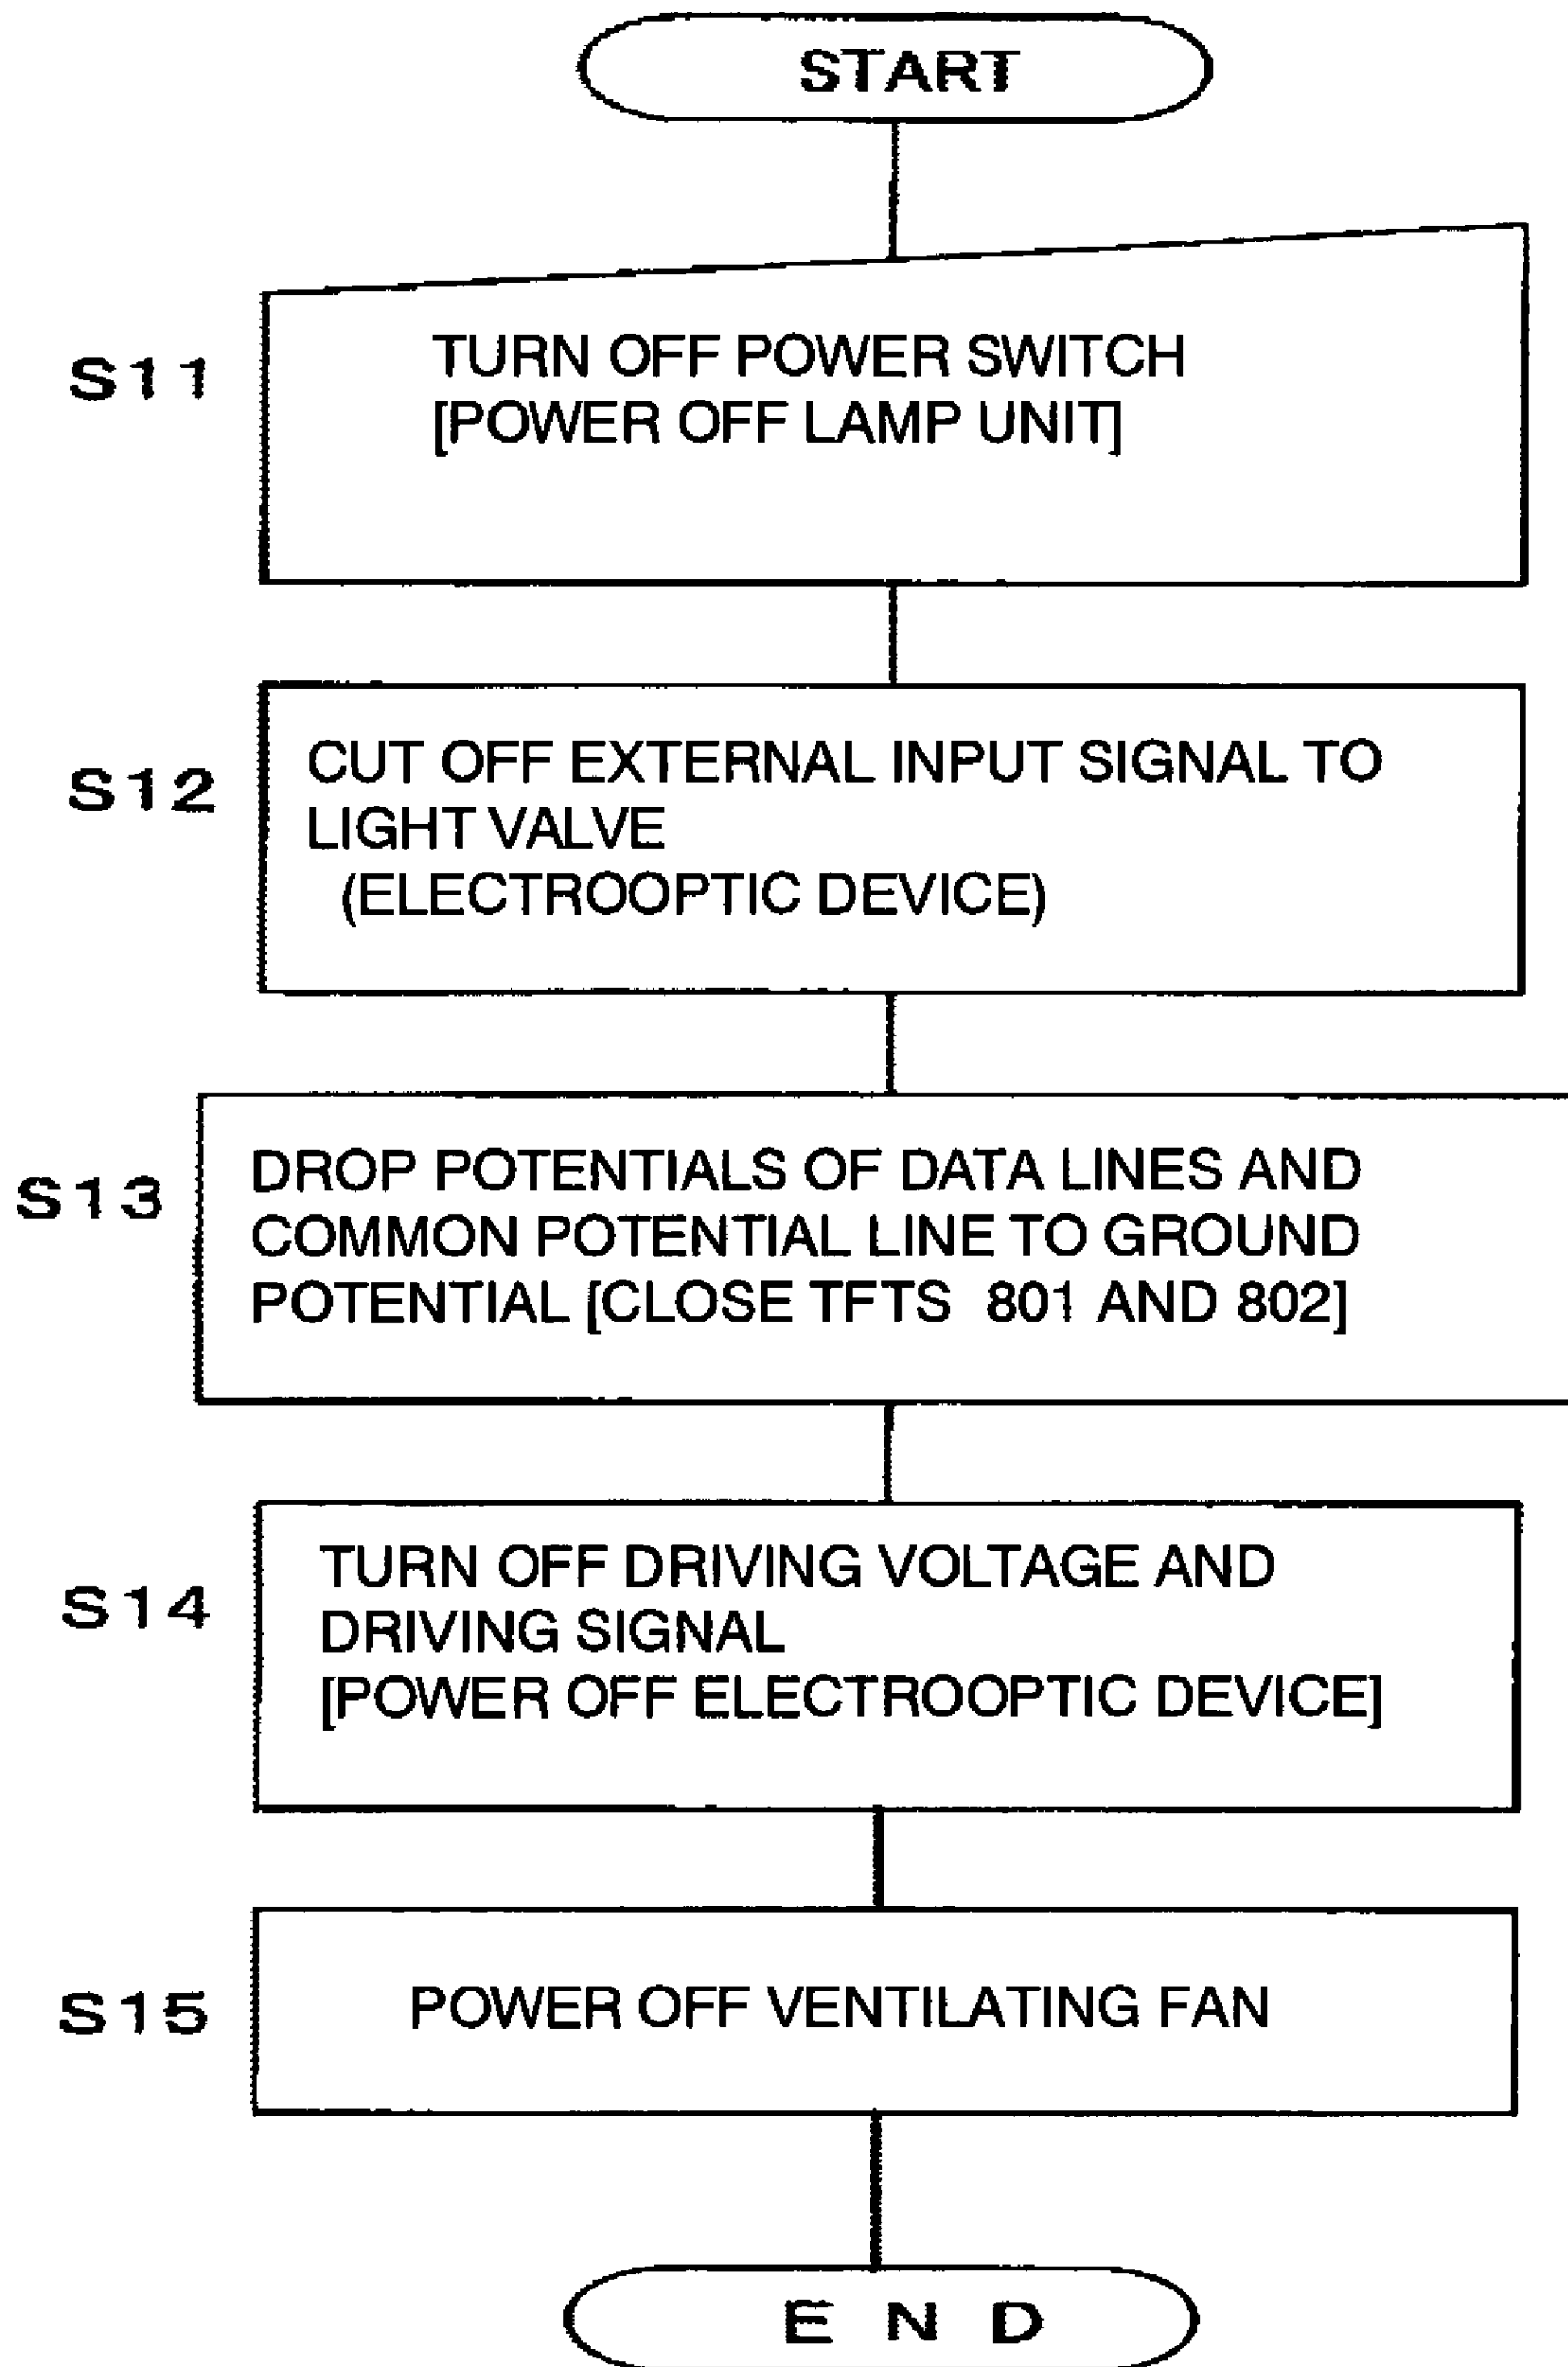 START
S11
TURN OFF POWER SWITCH
[POWER OFF LAMP UNIT]
S12
CUT OFF EXTERNAL INPUT SIGNAL TO
LIGHT VALVE
(ELECTROOPTIC DEVICE)
S13
DROP POTENTIALS OF DATA LINES AND
COMMON POTENTIAL LINE TO GROUND
POTENTIAL [CLOSE TFTS 801 AND 802]
S14
TURN OFF DRIVING VOLTAGE AND
DRIVING SIGNAL
[POWER OFF ELECTROOPTIC DEVICE]
S15
POWER OFF VENTILATING FAN
END